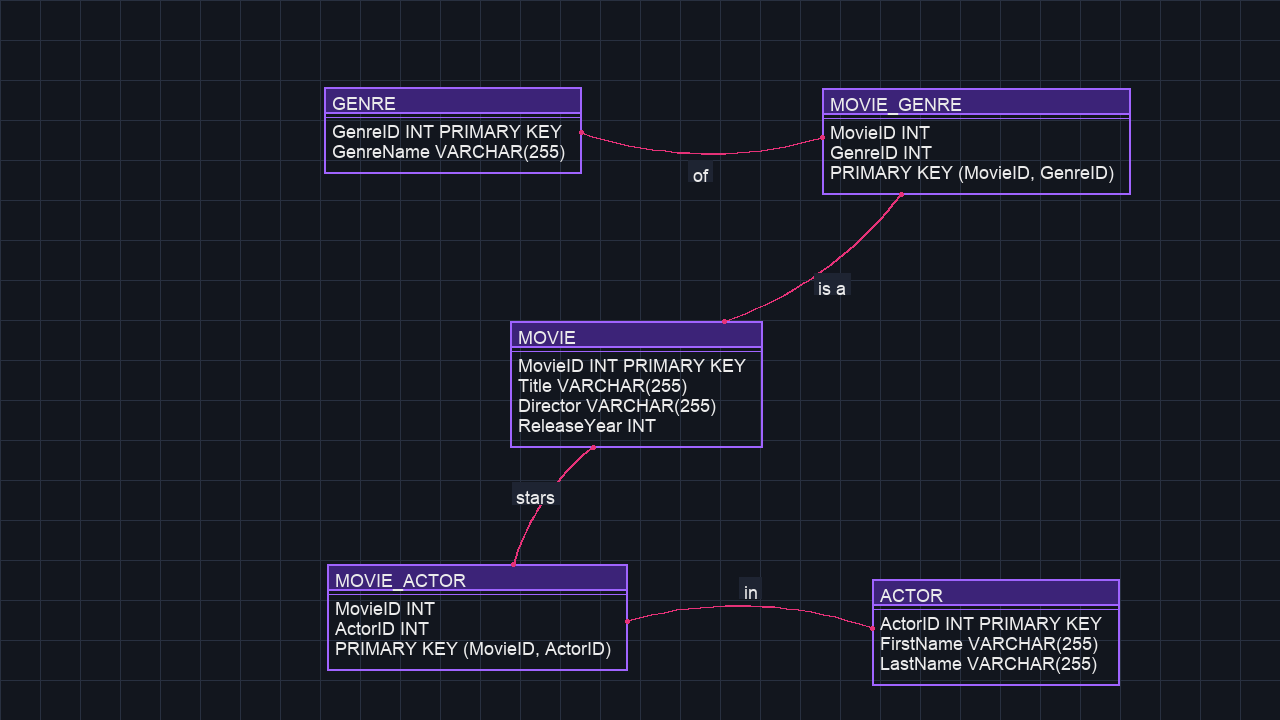 GENRE
GenreID INT PRIMARY KEY
GenreName VARCHAR(255)
of
MOVIE_GENRE
MovieID INT
GenreID INT
PRIMARY KEY (MovieID, GenreID)
is a
MOVIE
MovieID INT PRIMARY KEY
Title VARCHAR(255)
Director VARCHAR(255)
ReleaseYear INT
stars
MOVIE_ACTOR
MovieID INT
ActorID INT
PRIMARY KEY (MovieID, ActorID)
in
ACTOR
ActorID INT PRIMARY KEY
FirstName VARCHAR(255)
LastName VARCHAR(255)